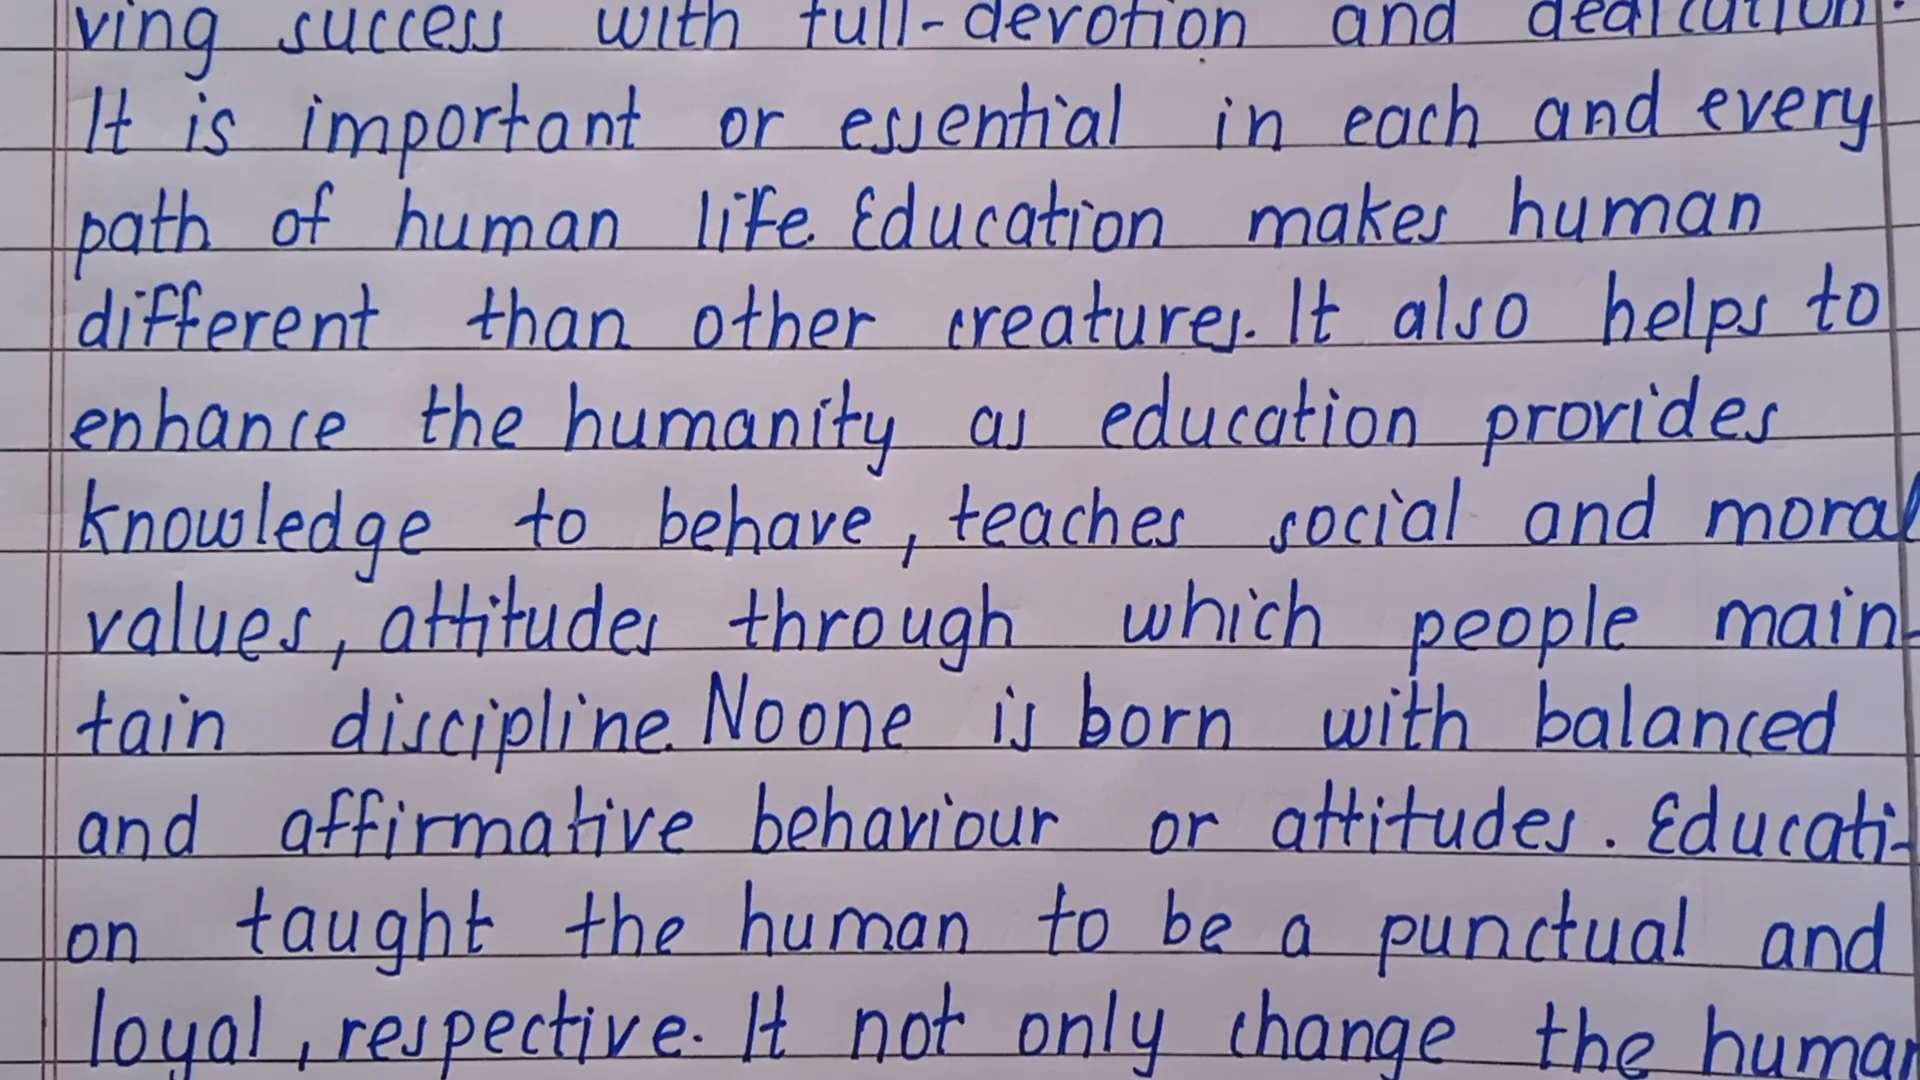 ving success with full-devotion and dedication.
It is important or essential in each and every
path of human life. Education makes human
different than other creatures. It also helps to
enhance the humanity as education provides
knowledge to behave, teaches social and moral
values, attitudes through which people main-
tain discipline. Noone is born with balanced
and affirmative behaviour or attitudes. Educati-
on taught the human to be a punctual and
loyal, respective. It not only change the human